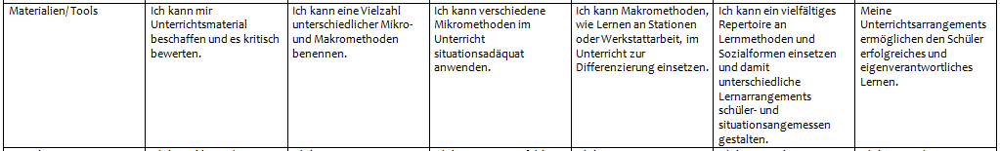 Materialien/ Tools
Ich kann mir
Unterrichtsmaterial
beschaffen und es kritisch
bewerten.
Ich kann eine Vielzahl
unterschiedlicher Mikro-
und Makromethoden
benennen.
Ich kann verschiedene
Mikromethoden im
Unterricht
situationsadäquat
anwenden.
Ich kann Makromethoden,
wie Lernen an Stationen
oder Werkstattarbeit, im
Unterricht zur
Differenzierung einsetzen.
Ich kann ein vielfältiges
Repertoire an
Lernmethoden und
Sozialformen einsetzen
und damit
unterschiedliche
Lernarrangements
schüler- und
situationsangemessen
gestalten.
Meine
Unterrichtsarrangements
ermöglichen den Schüler
erfolgreiches und
eigenverantwortliches
Lernen.